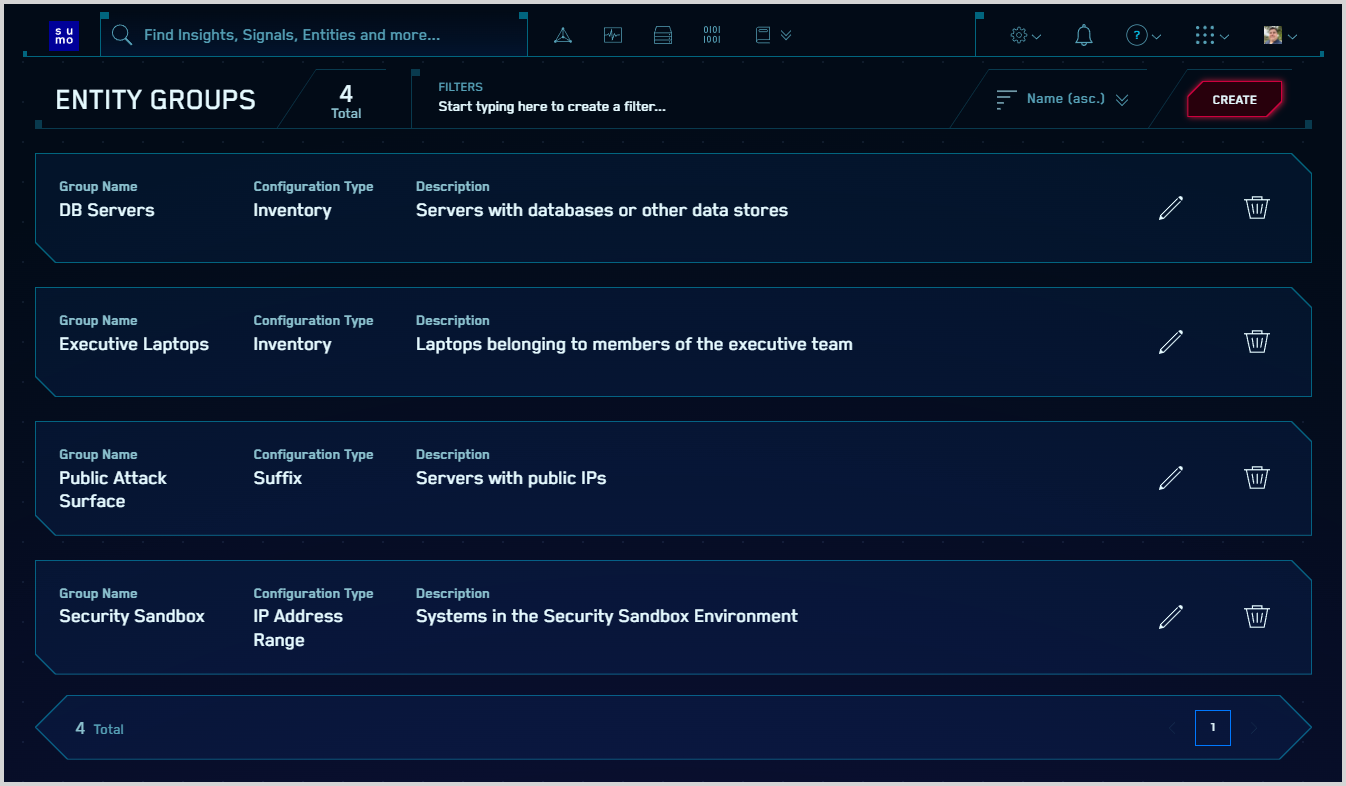 su
mo
Find Insights, Signals, Entities and more...
0101
1001
?
ENTITY GROUPS
4
Total
FILTERS
Start typing here to create a filter...
Name (asc.)
CREATE
Group Name Configuration Type Description
DB Servers Inventory Servers with databases or other data stores
Group Name Configuration Type Description
Executive Laptops Inventory Laptops belonging to members of the executive team
Group Name Configuration Type Description
Public Attack Suffix Servers with public IPs
Surface
Group Name Configuration Type Description
Security Sandbox IP Address Systems in the Security Sandbox Environment
Range
4 Total
1